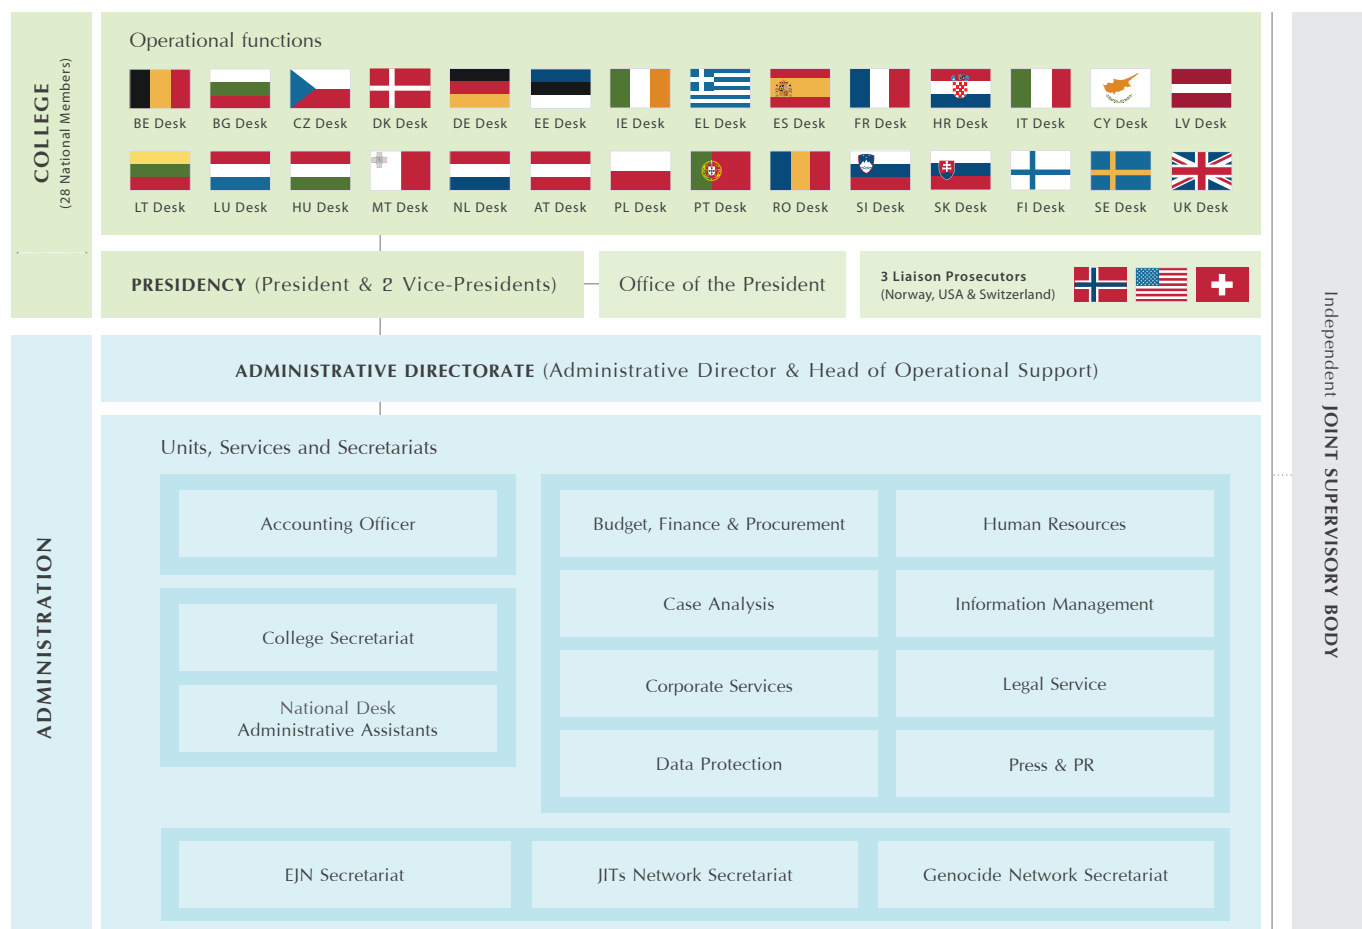 COLLEGE
(28 National Members)
Operational functions
BE Desk BG Desk CZ Desk DK Desk DE Desk EE Desk IE Desk EL Desk ES Desk FR Desk HR Desk IT Desk CY Desk LV Desk
LT Desk LU Desk HU Desk MT Desk NL Desk AT Desk PL Desk PT Desk RO Desk SI Desk SK Desk FI Desk SE Desk UK Desk
PRESIDENCY (President & 2 Vice-Presidents)
Office of the President
3 Liaison Prosecutors
(Norway, USA & Switzerland)
ADMINISTRATION
ADMINISTRATIVE DIRECTORATE (Administrative Director & Head of Operational Support)
Units, Services and Secretariats
Accounting Officer
College Secretariat
National Desk
Administrative Assistants
Budget, Finance & Procurement
Human Resources
Case Analysis
Information Management
Corporate Services
Legal Service
Data Protection
Press & PR
EJN Secretariat
JITs Network Secretariat
Genocide Network Secretariat
Independent JOINT SUPERVISORY BODY